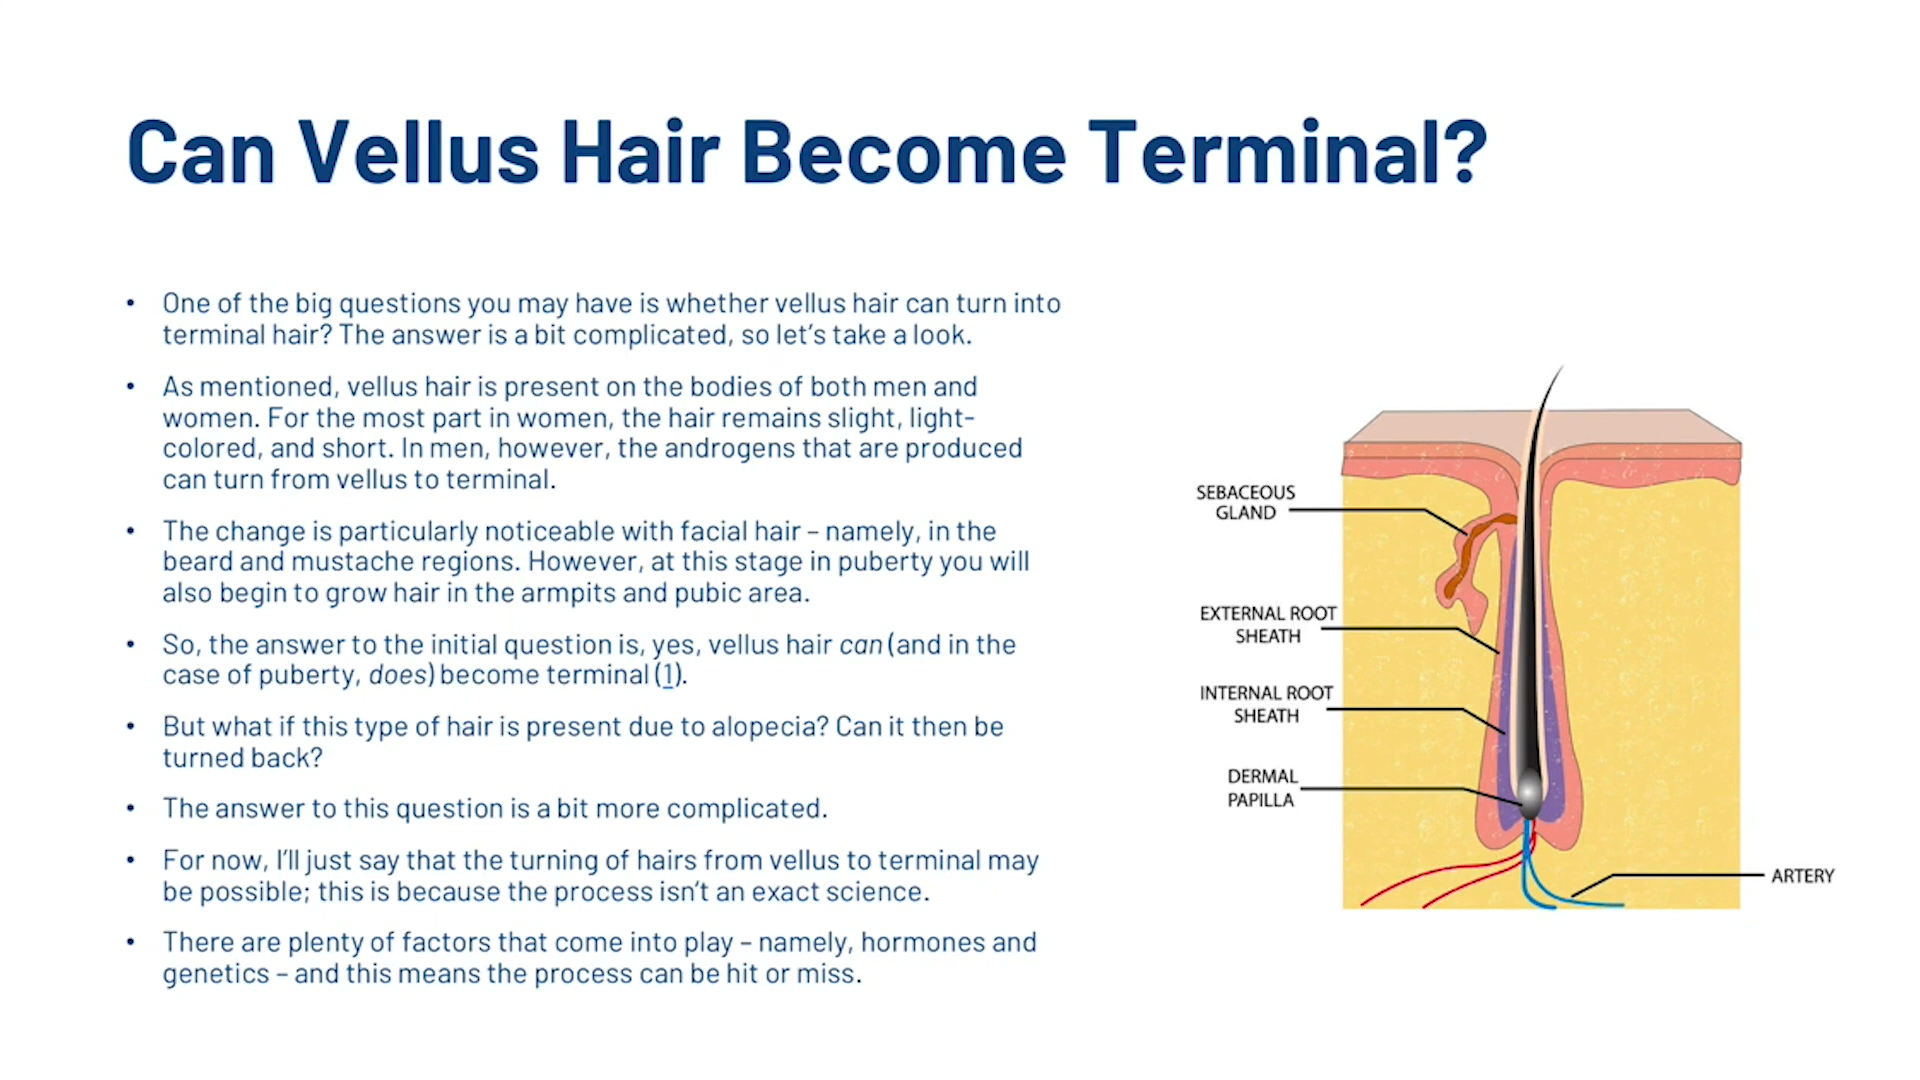 Can Vellus Hair Become Terminal?
• One of the big questions you may have is whether vellus hair can turn into
terminal hair? The answer is a bit complicated, so let's take a look.
• As mentioned, vellus hair is present on the bodies of both men and
women. For the most part in women, the hair remains slight, light-
colored, and short. In men, however, the androgens that are produced
can turn from vellus to terminal.
• The change is particularly noticeable with facial hair – namely, in the
beard and mustache regions. However, at this stage in puberty you will
also begin to grow hair in the armpits and pubic area.
• So, the answer to the initial question is, yes, vellus hair can (and in the
case of puberty, does) become terminal (1).
• But what if this type of hair is present due to alopecia? Can it then be
turned back?
• The answer to this question is a bit more complicated.
• For now, I'll just say that the turning of hairs from vellus to terminal may
be possible; this is because the process isn't an exact science.
• There are plenty of factors that come into play – namely, hormones and
genetics – and this means the process can be hit or miss.
SEBACEOUS
GLAND
EXTERNAL ROOT
SHEATH
INTERNAL ROOT
SHEATH
DERMAL
PAPILLA
ARTERY